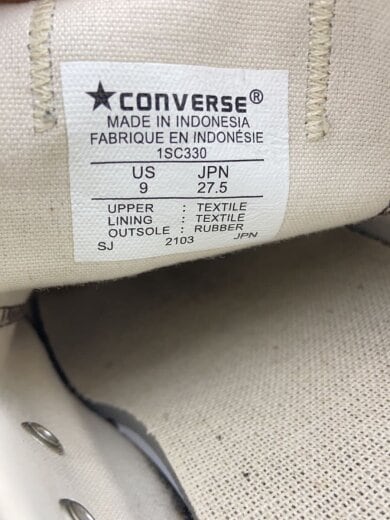 ★CONVERSE®
MADE IN INDONESIA
FABRIQUE EN INDONÉSIE
1SC330
US JPN
9 27.5
UPPER : TEXTILE
LINING : TEXTILE
OUTSOLE : RUBBER
SJ 2103 JPN